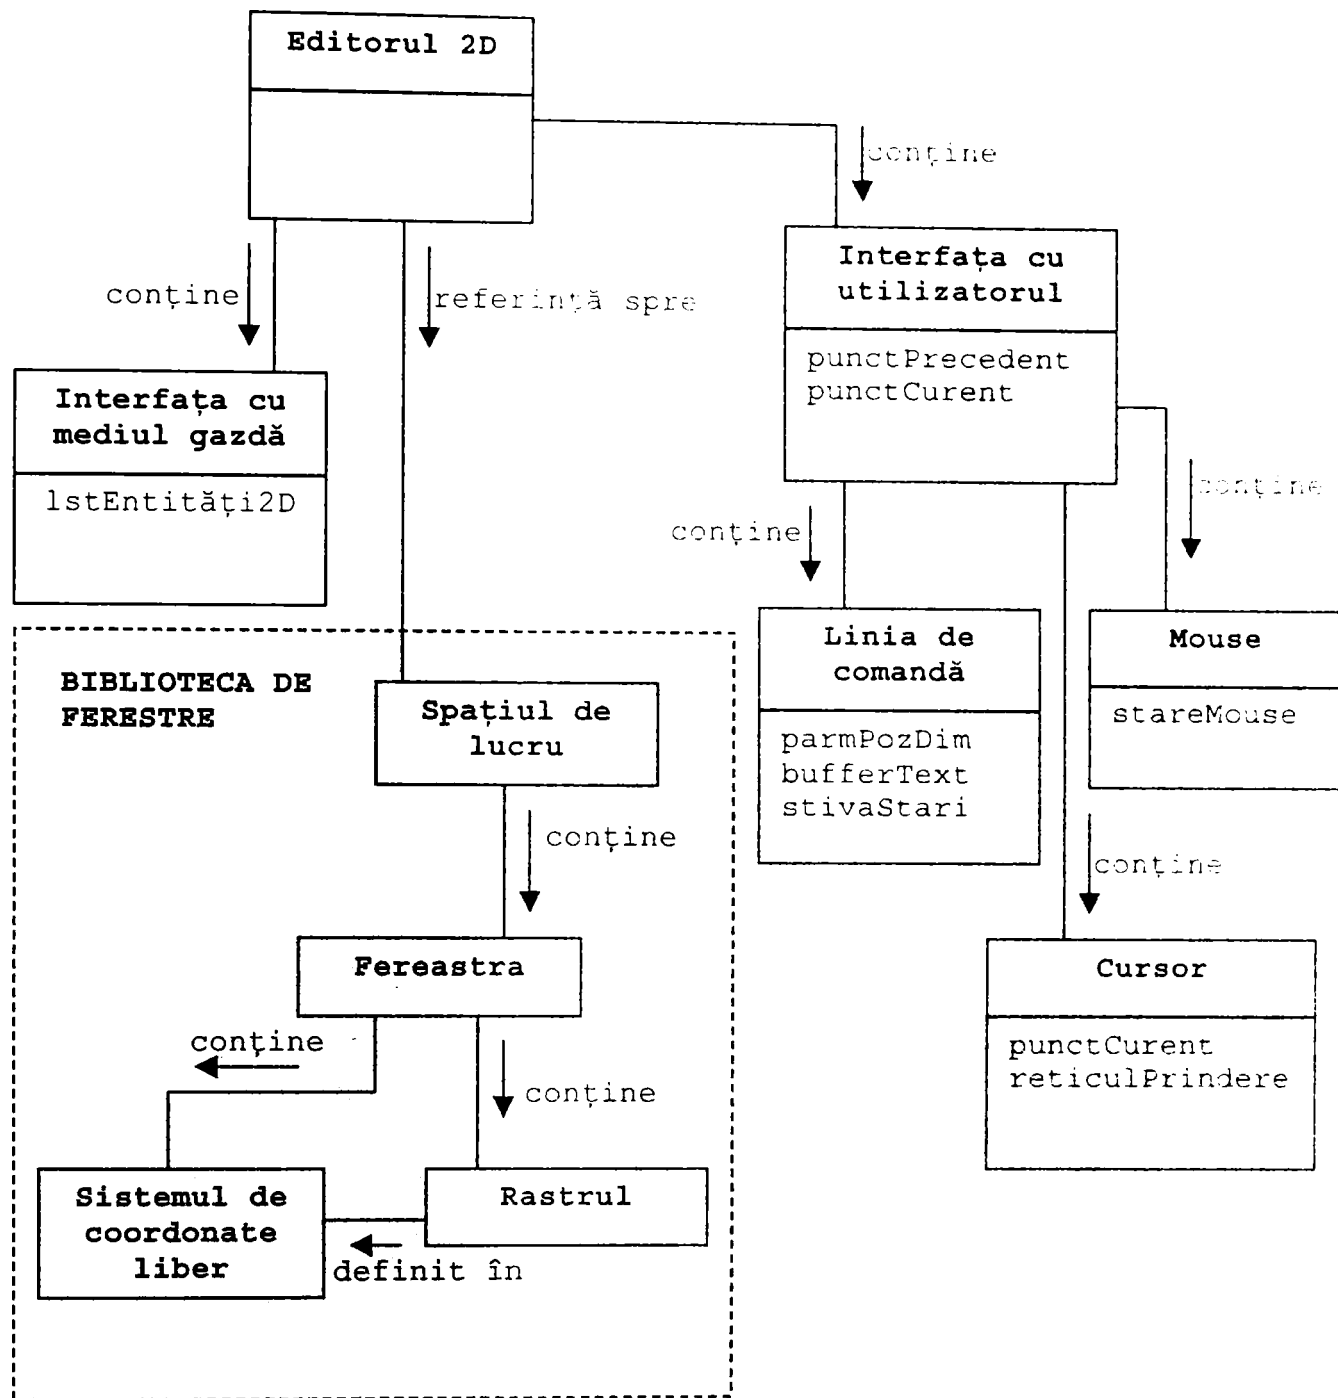 Editorul 2D
conține
Interfața cu
utilizatorul
punctPrecedent
punctCurent
conține
referință spre
Interfața cu
mediul gazdă
lstEntități2D
conține
conține
Linia de
comandă
parmPozDim
bufferText
stivaStari
Mouse
stareMouse
conține
Cursor
punctCurent
reticulPrindere
BIBLIOTECA DE
FERESTRE
Spațiul de
lucru
conține
Fereastra
conține
conține
Sistemul de
coordonate
liber
Rastrul
definit în